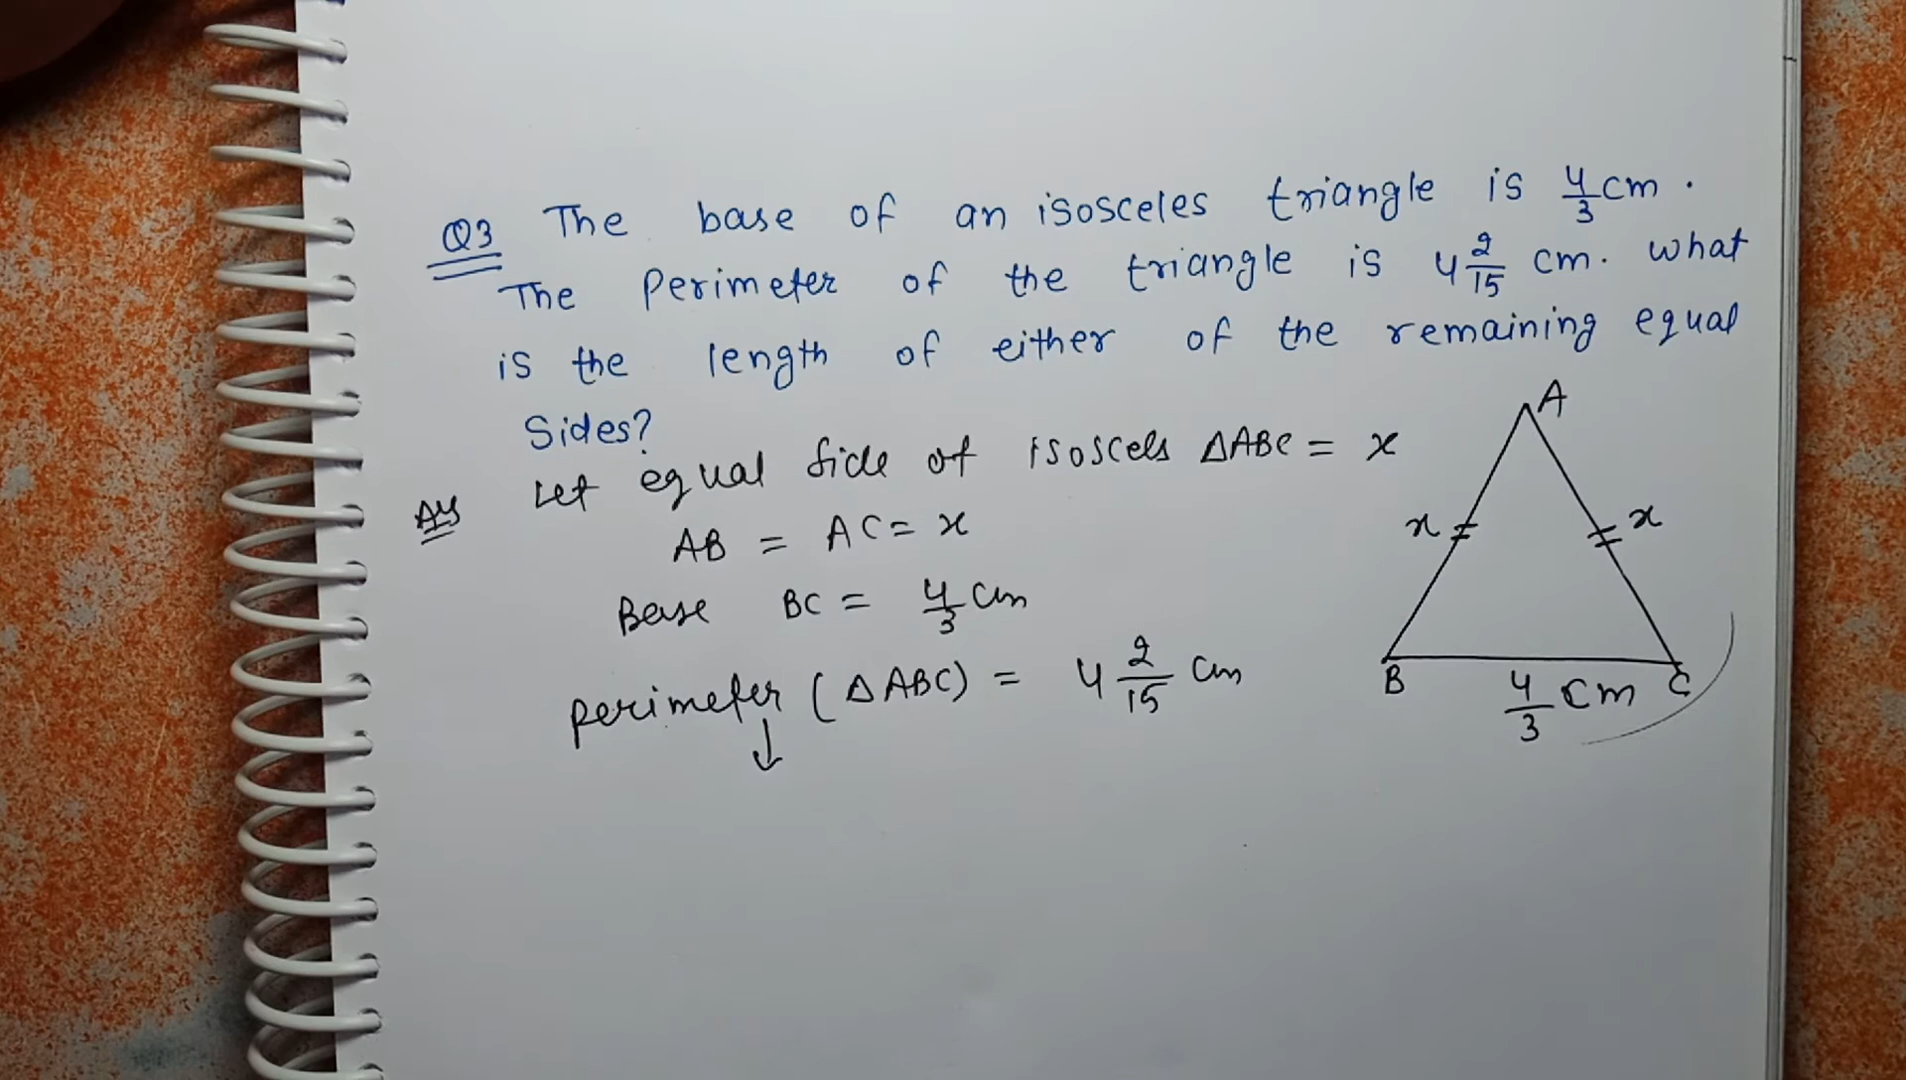 Q3 The base of an isosceles triangle is 4/3 cm.
The Perimeter of the triangle is 4 2/15 cm. what
is the length of either of the remaining equal
Sides?
Ans Let equal side of isoscels ΔABC = x
AB = AC = x
Base BC = 4/3 cm
perimeter (ΔABC) = 4 2/15 cm
↓
A
x x
B C
4/3 cm